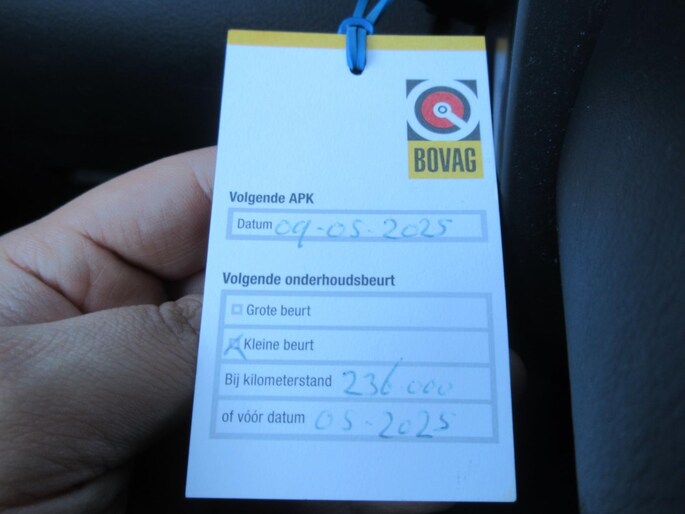 BOVAG
Volgende APK
Datum 09-05-2025
Volgende onderhoudsbeurt
Grote beurt
Kleine beurt
Bij kilometerstand 236.000
of vóór datum 05-2025